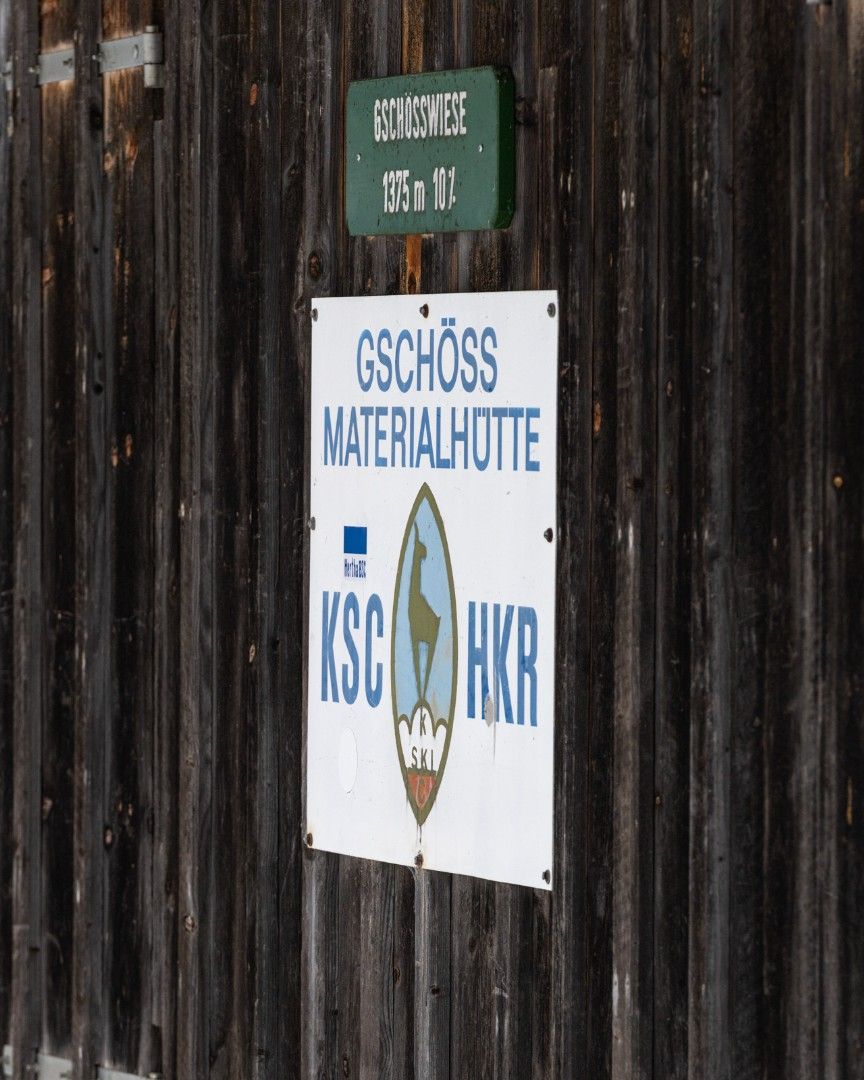 GSCHÖSSWIESE
1375 m 10%
GSCHÖSS
MATERIALHÜTTE
KSC
HKR
K
SKI